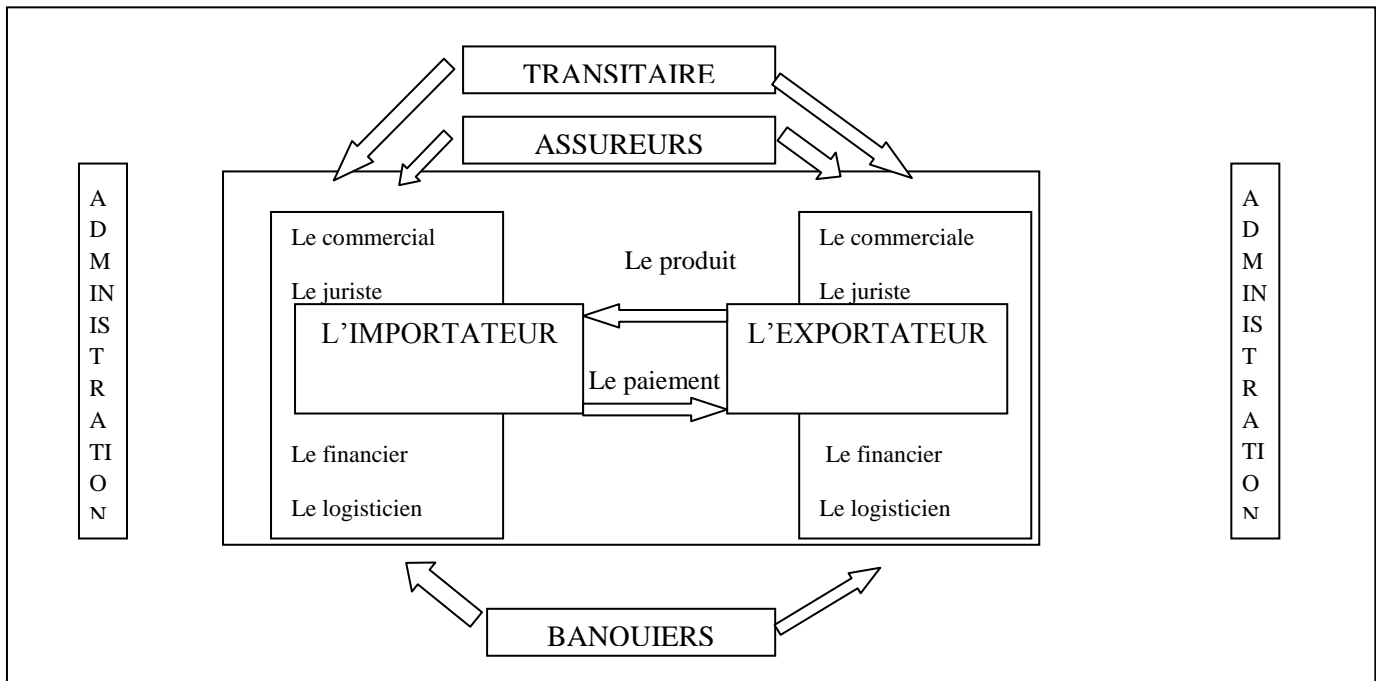 TRANSITAIRE
ASSUREURS
A
D
M
IN
IS
T
R
A
TI
O
N
Le commercial
Le juriste
L'IMPORTATEUR
Le financier
Le logisticien
Le produit
Le paiement
Le commerciale
Le juriste
L'EXPORTATEUR
Le financier
Le logisticien
A
D
M
IN
IS
T
R
A
TI
O
N
BANQUIERS